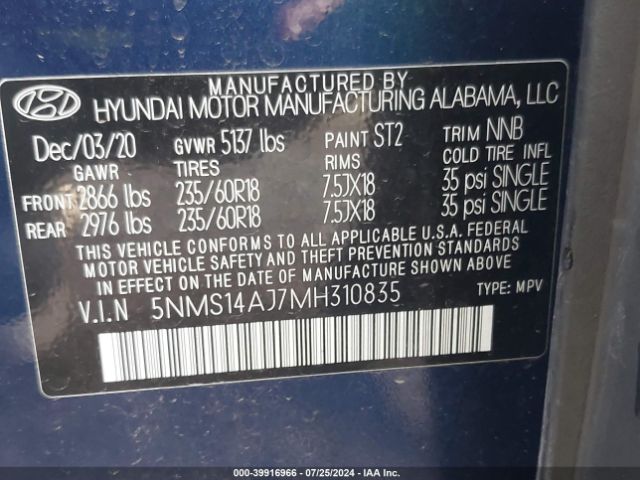 MANUFACTURED BY
HYUNDAI MOTOR MANUFACTURING ALABAMA, LLC
Dec/03/20 GVWR 5137 lbs PAINT ST2 TRIM NNB
GAWR TIRES RIMS COLD TIRE INFL
FRONT 2866 lbs 235/60R18 7.5JX18 35 psi SINGLE
REAR 2976 lbs 235/60R18 7.5JX18 35 psi SINGLE
THIS VEHICLE CONFORMS TO ALL APPLICABLE U.S.A. FEDERAL
MOTOR VEHICLE SAFETY AND THEFT PREVENTION STANDARDS
IN EFFECT ON THE DATE OF MANUFACTURE SHOWN ABOVE.
V.I.N 5NMS14AJ7MH310835 TYPE: MPV
000-39916966 - 07/25/2024 - IAA Inc.